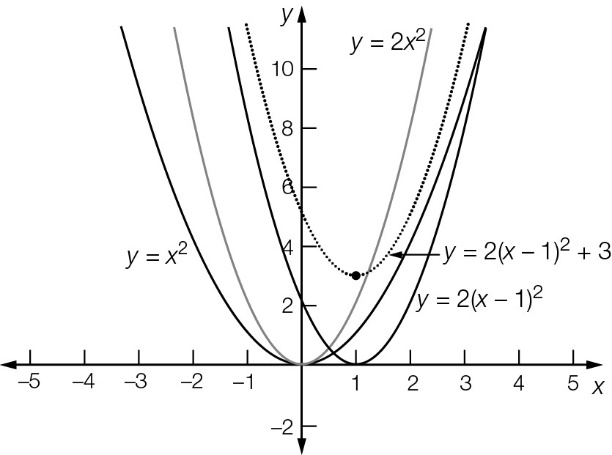 y
y = 2x²
10
8
6
4
y = x²
y = 2(x – 1)² + 3
2
y = 2(x – 1)²
–5 –4 –3 –2 –1 1 2 3 4 5 x
–2